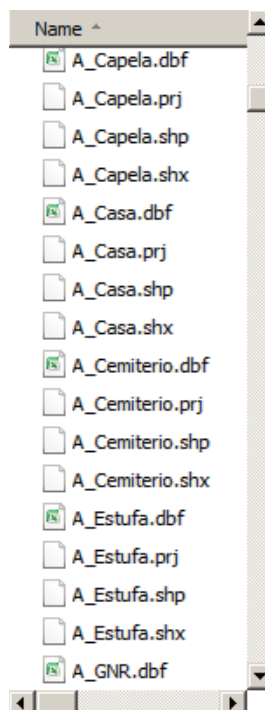 Name
A_Capela.dbf
A_Capela.prj
A_Capela.shp
A_Capela.shx
A_Casa.dbf
A_Casa.prj
A_Casa.shp
A_Casa.shx
A_Cemiterio.dbf
A_Cemiterio.prj
A_Cemiterio.shp
A_Cemiterio.shx
A_Estufa.dbf
A_Estufa.prj
A_Estufa.shp
A_Estufa.shx
A_GNR.dbf